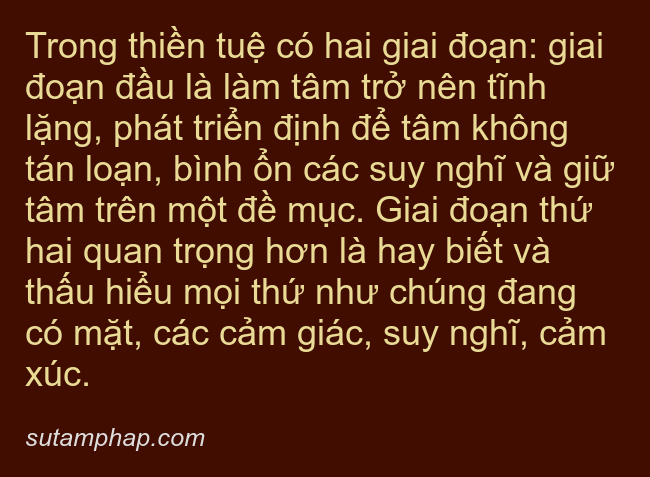 Trong thiền tuệ có hai giai đoạn: giai
đoạn đầu là làm tâm trở nên tĩnh
lặng, phát triển định để tâm không
tán loạn, bình ổn các suy nghĩ và giữ
tâm trên một đề mục. Giai đoạn thứ
hai quan trọng hơn là hay biết và
thấu hiểu mọi thứ như chúng đang
có mặt, các cảm giác, suy nghĩ, cảm
xúc.
sutamphap.com